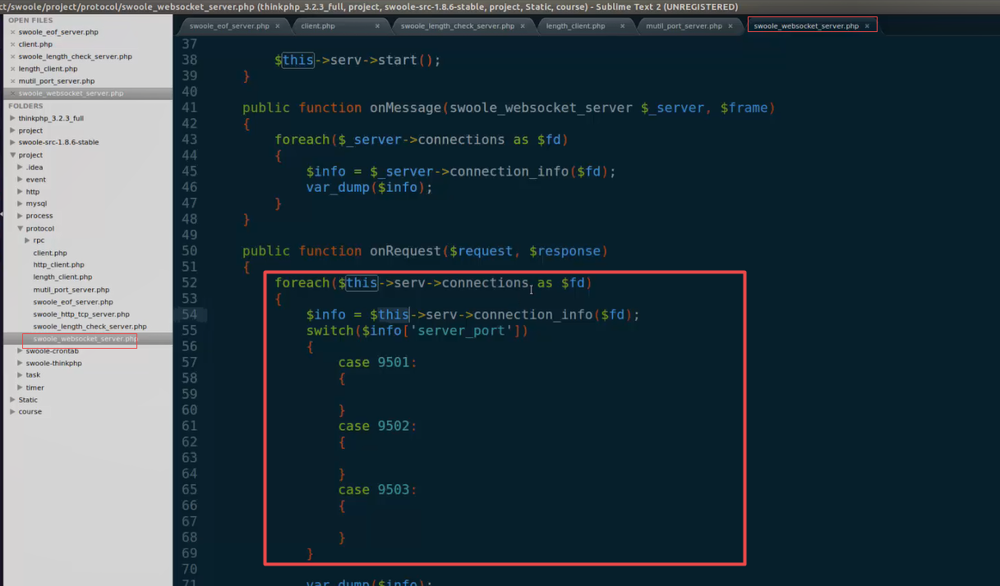 ct/swoole/project/protocol/swoole_websocket_server.php (thinkphp_3.2.3_full, project, swoole-src-1.8.6-stable, project, Static, course) - Sublime Text 2 (UNREGISTERED)
OPEN FILES
× swoole_eof_server.php
× client.php
× swoole_length_check_server.php
× length_client.php
× mutil_port_server.php
× swoole_websocket_server.php
FOLDERS
thinkphp_3.2.3_full
project
swoole-src-1.8.6-stable
project
.idea
event
http
mysql
process
protocol
rpc
client.php
http_client.php
length_client.php
mutil_port_server.php
swoole_eof_server.php
swoole_http_tcp_server.php
swoole_length_check_server.php
swoole_websocket_server.php
swoole-crontab
swoole-thinkphp
task
timer
Static
course
swoole_eof_server.php × client.php × swoole_length_check_server.php × length_client.php × mutil_port_server.php × swoole_websocket_server.php ×
37
38 $this->serv->start();
39 }
40
41 public function onMessage(swoole_websocket_server $_server, $frame)
42 {
43 foreach($_server->connections as $fd)
44 {
45 $info = $_server->connection_info($fd);
46 var_dump($info);
47 }
48 }
49
50 public function onRequest($request, $response)
51 {
52 foreach($this->serv->connections as $fd)
53 {
54 $info = $this->serv->connection_info($fd);
55 switch($info['server_port'])
56 {
57 case 9501:
58 {
59
60 }
61 case 9502:
62 {
63
64 }
65 case 9503:
66 {
67
68 }
69 }
70
71 var_dump($info);